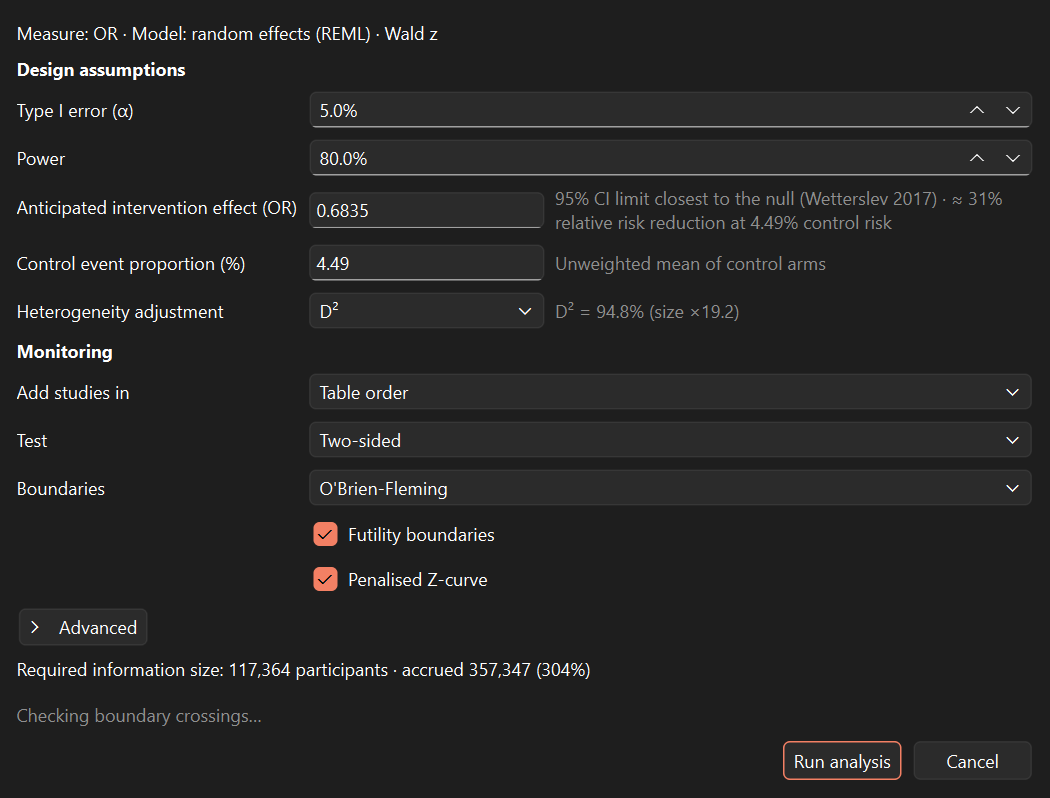 Measure: OR · Model: random effects (REML) · Wald z
Design assumptions
Type I error (α)
5.0%
Power
80.0%
Anticipated intervention effect (OR)
0.6835
95% CI limit closest to the null (Wetterslev 2017) · ≈ 31%
relative risk reduction at 4.49% control risk
Control event proportion (%)
4.49
Unweighted mean of control arms
Heterogeneity adjustment
D²
D² = 94.8% (size ×19.2)
Monitoring
Add studies in
Table order
Test
Two-sided
Boundaries
O'Brien-Fleming
Futility boundaries
Penalised Z-curve
Advanced
Required information size: 117,364 participants · accrued 357,347 (304%)
Checking boundary crossings...
Run analysis
Cancel